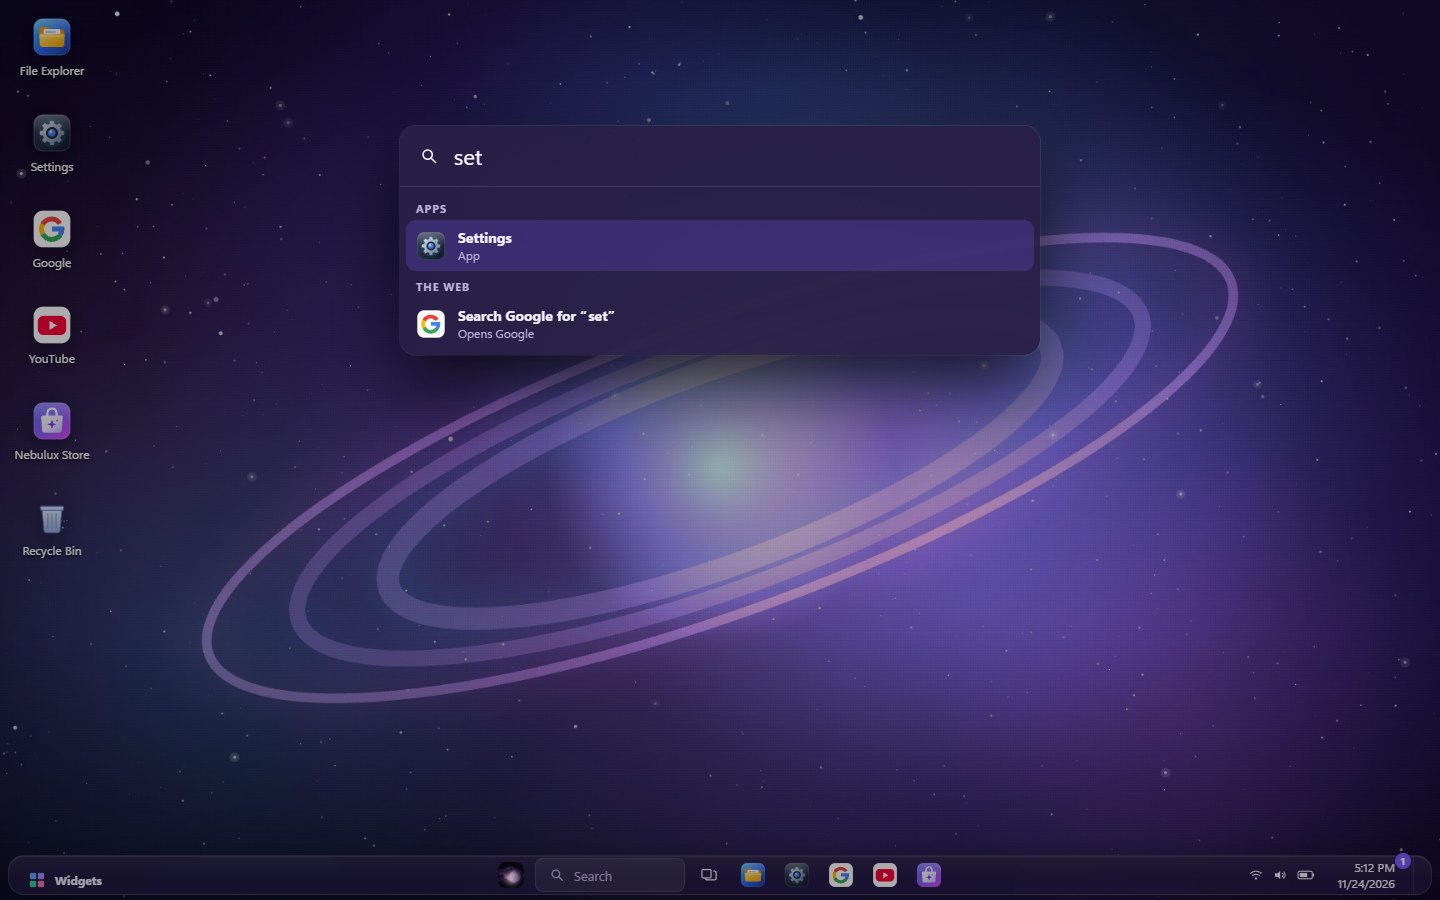 File Explorer
Settings
Google
YouTube
Nebulux Store
Recycle Bin
set
APPS
Settings
App
THE WEB
Search Google for “set”
Opens Google
Widgets
Search
5:12 PM
11/24/2026
1